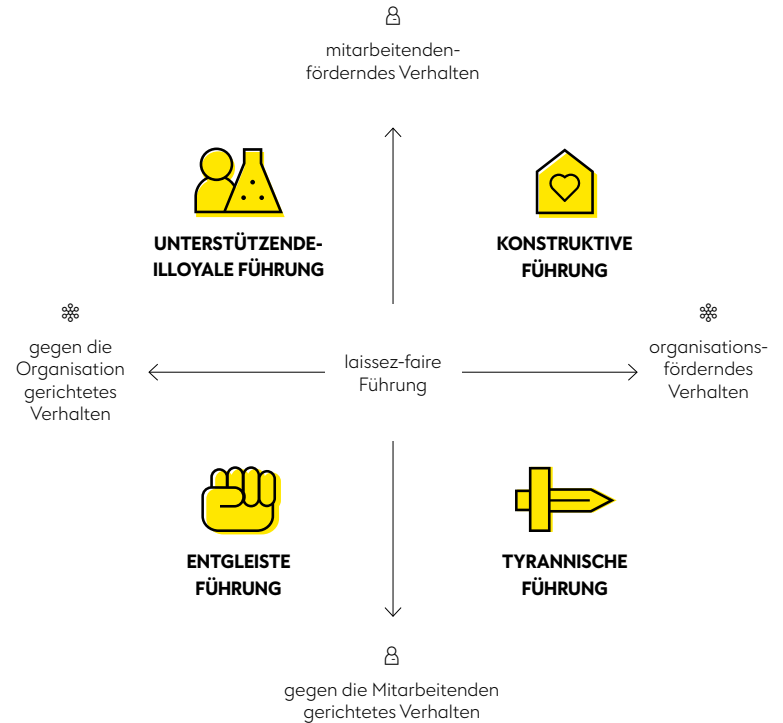 mitarbeitenden-
förderndes Verhalten
UNTERSTÜTZENDE-
ILLOYALE FÜHRUNG
KONSTRUKTIVE
FÜHRUNG
gegen die
Organisation
gerichtetes
Verhalten
laissez-faire
Führung
organisations-
förderndes
Verhalten
ENTGLEISTE
FÜHRUNG
TYRANNISCHE
FÜHRUNG
gegen die Mitarbeitenden
gerichtetes Verhalten